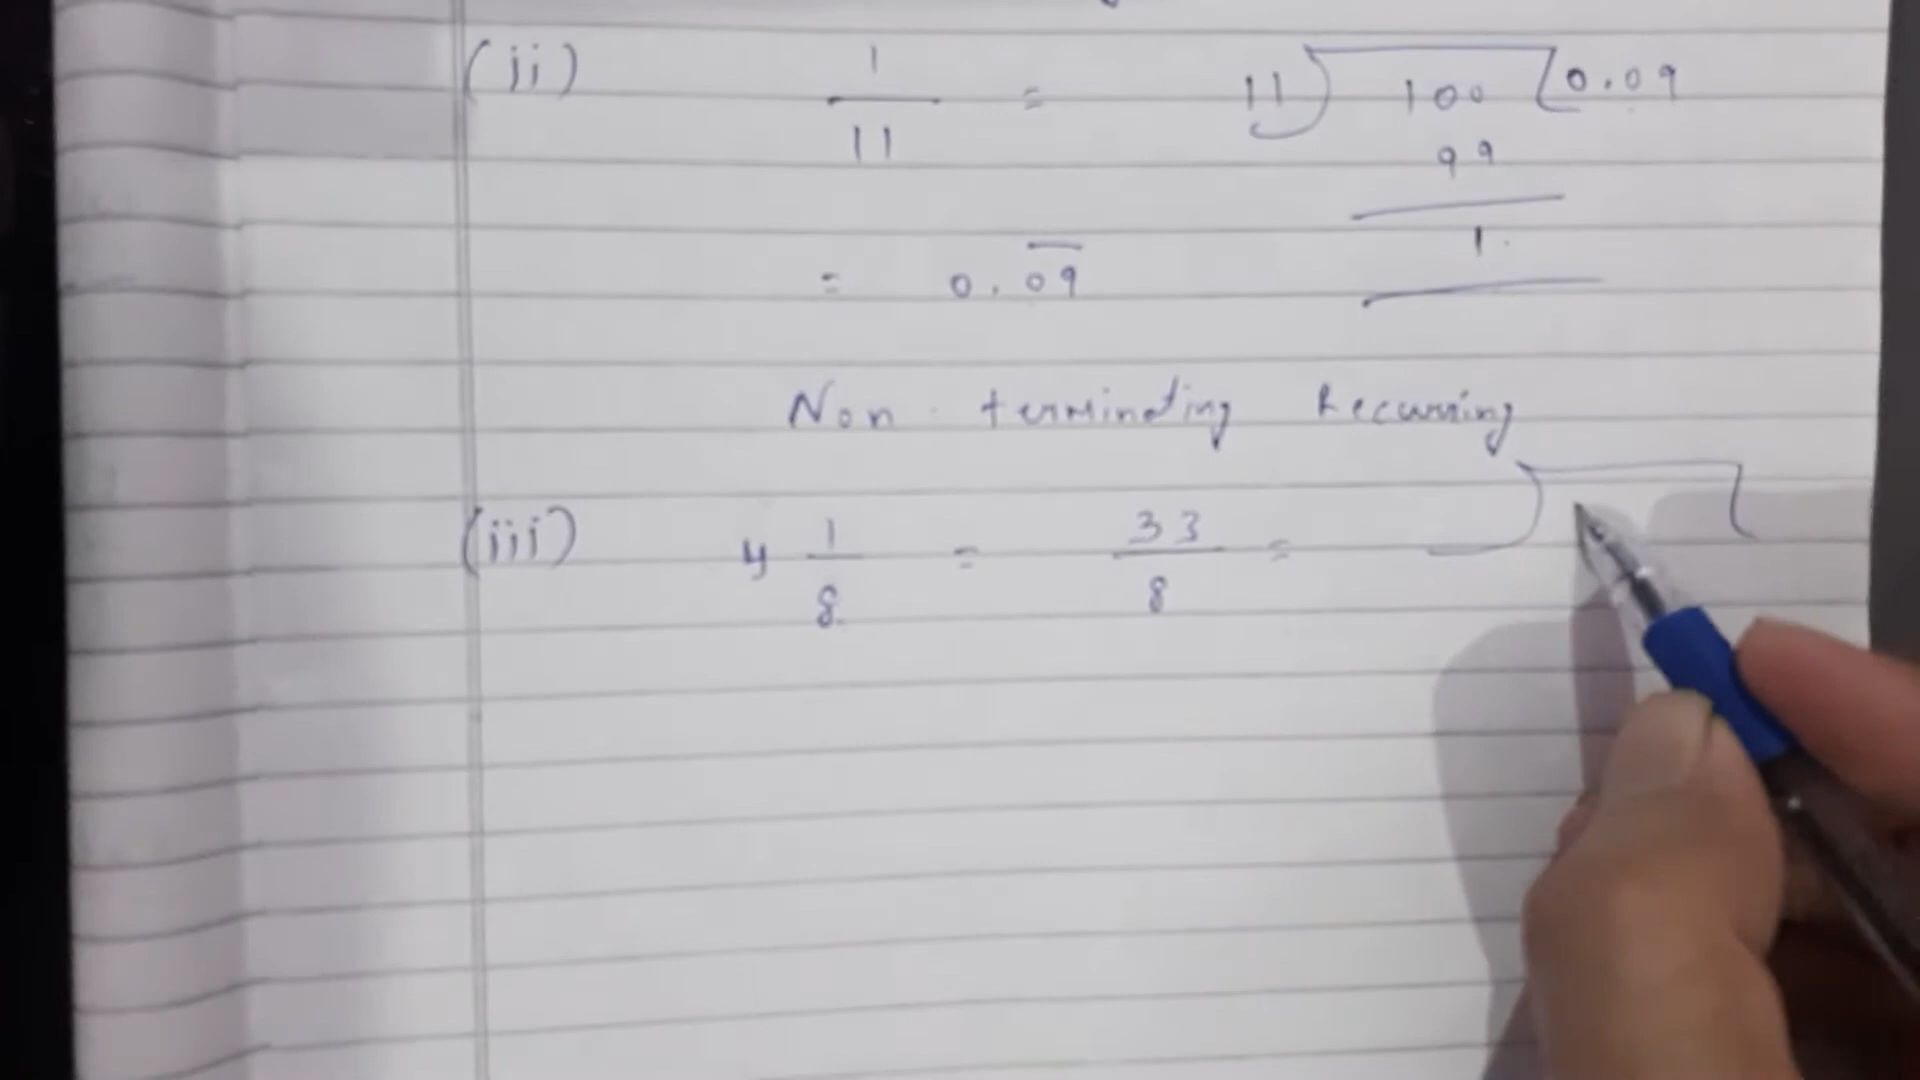 (ii) 1/11 = 11)100(0.09
99
1
= 0.0̅9̅
Non terminating Recurring
(iii) 4 1/8 = 33/8 =